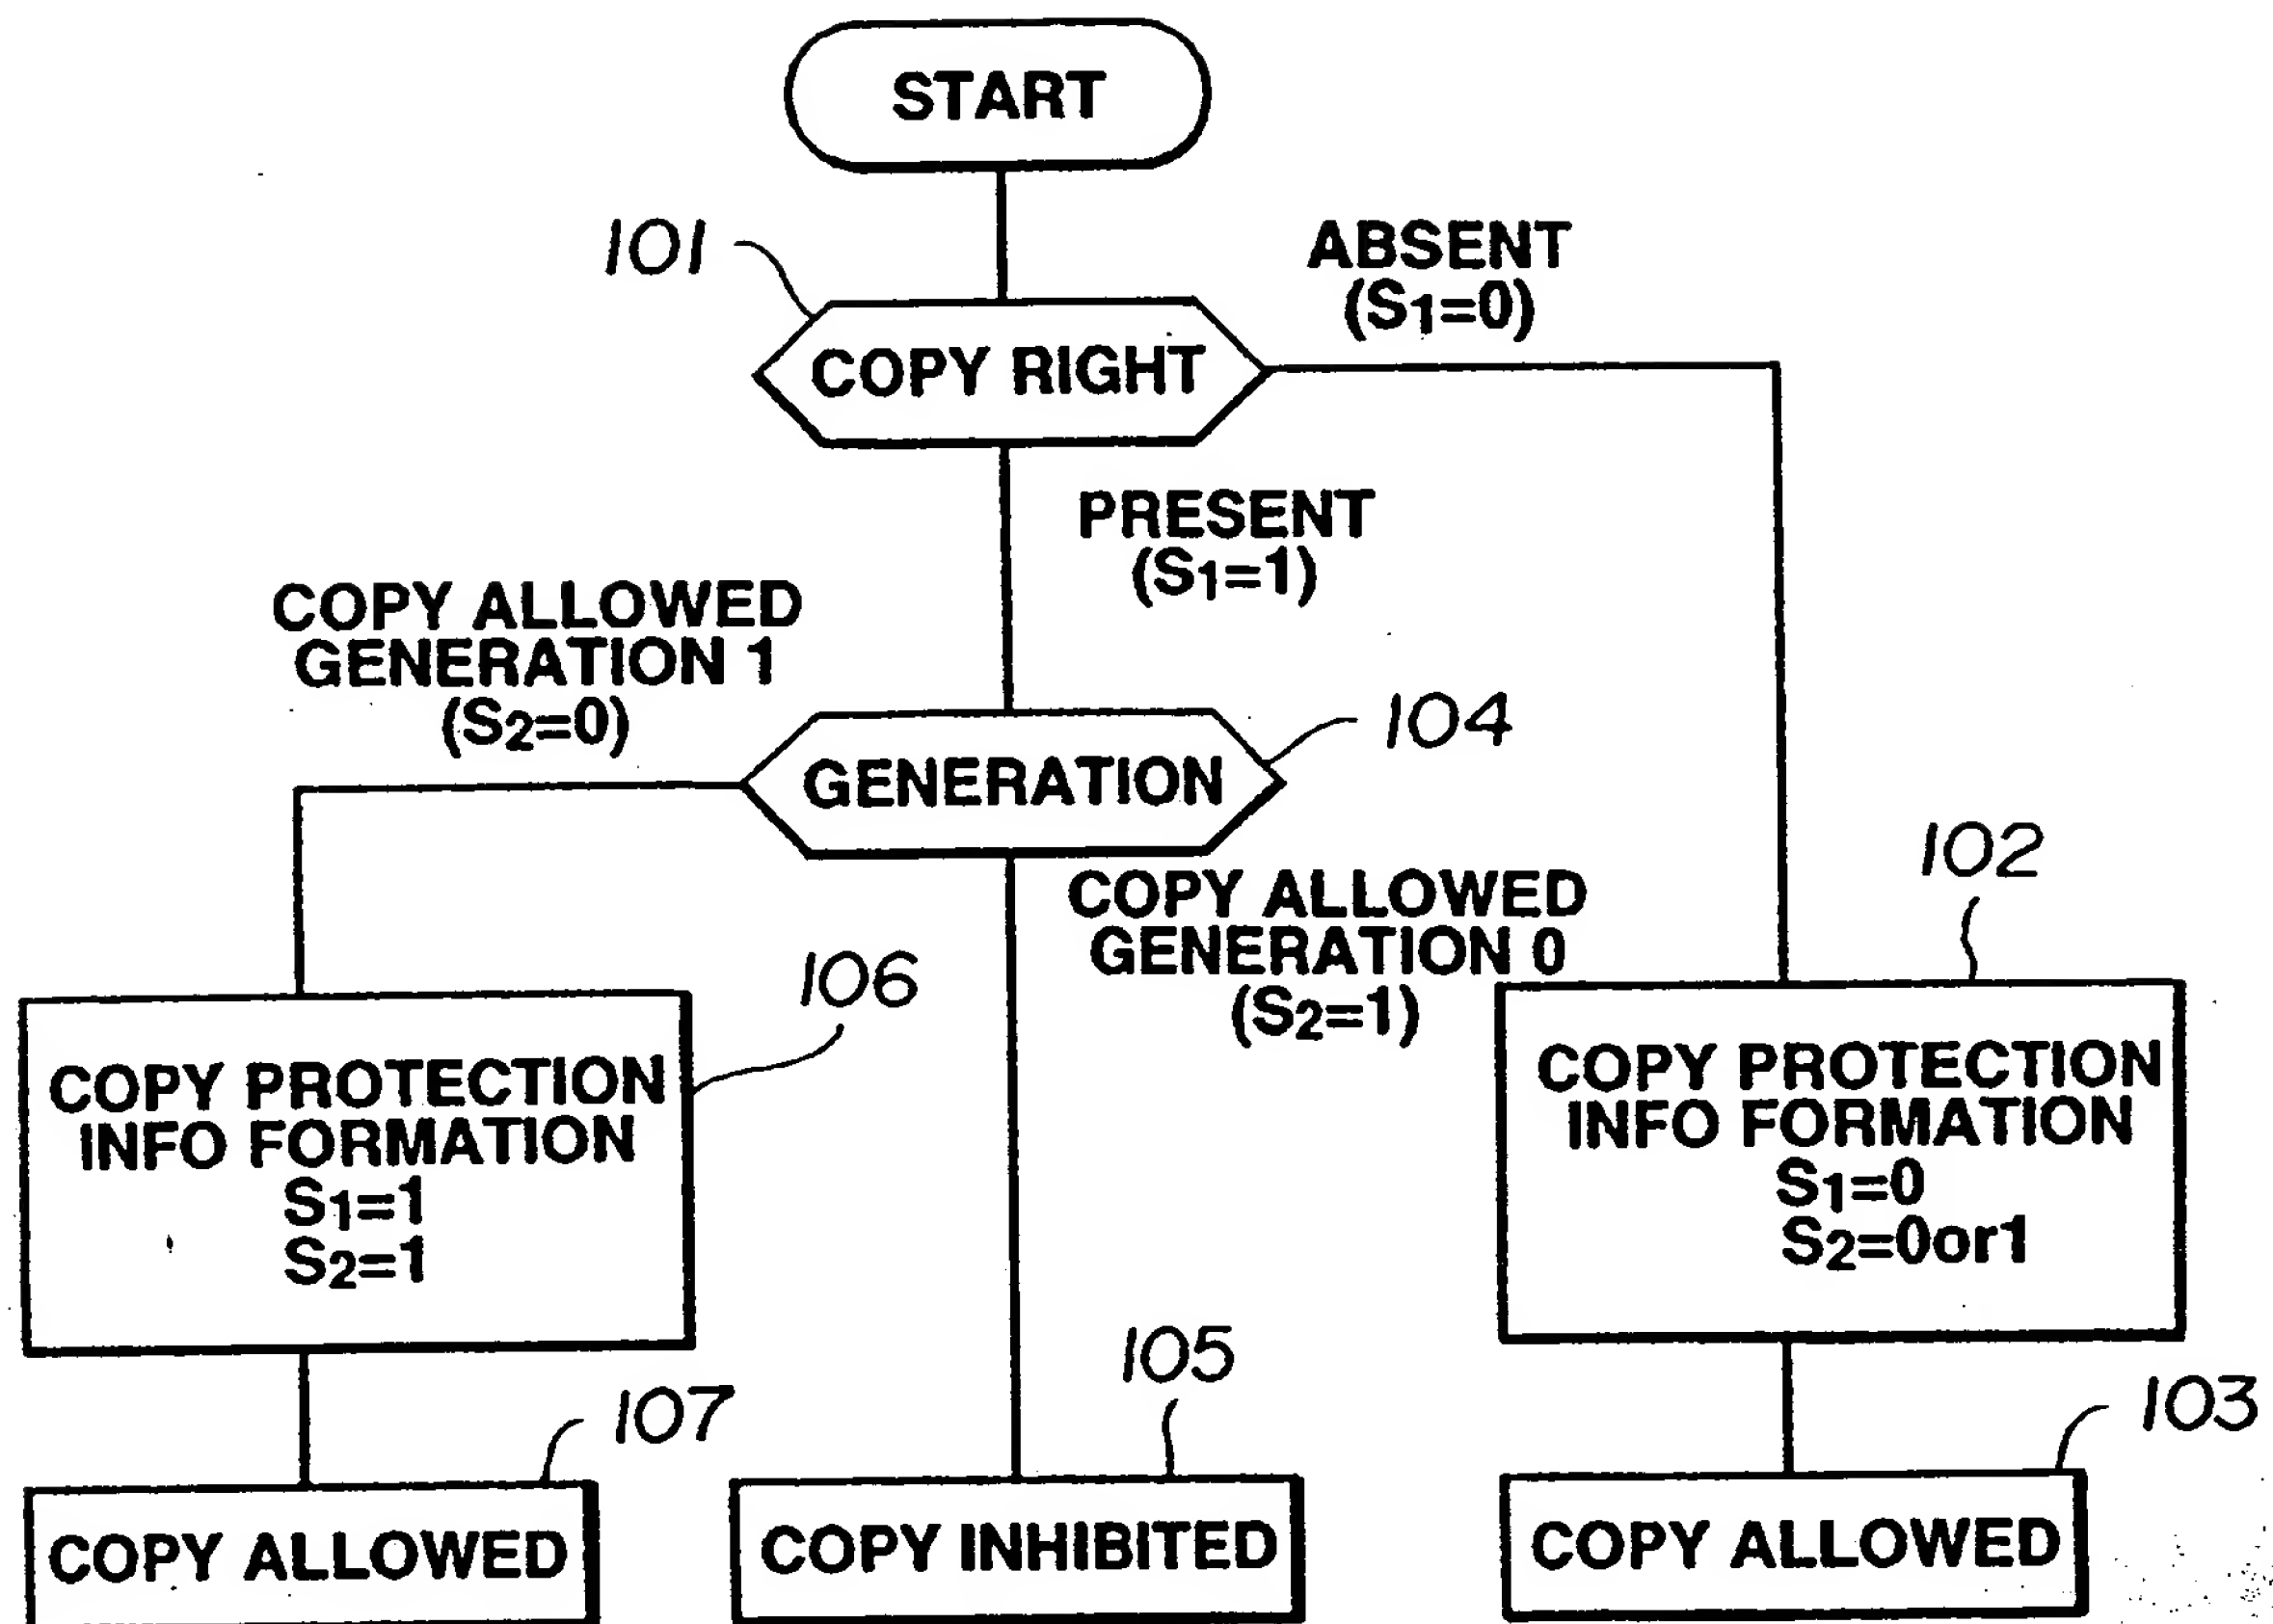 START
101
ABSENT
(S1=0)
COPY RIGHT
PRESENT
(S1=1)
COPY ALLOWED
GENERATION 1
(S2=0)
104
GENERATION
COPY ALLOWED
GENERATION 0
(S2=1)
102
106
COPY PROTECTION
INFO FORMATION
S1=1
S2=1
COPY PROTECTION
INFO FORMATION
S1=0
S2=0or1
107
105
103
COPY ALLOWED
COPY INHIBITED
COPY ALLOWED